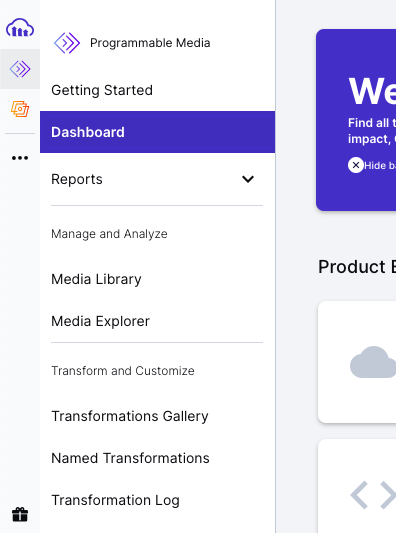 Programmable Media
Getting Started
Dashboard
Reports
Manage and Analyze
Media Library
Media Explorer
Transform and Customize
Transformations Gallery
Named Transformations
Transformation Log
We
Find all t
impact,
Hide ba
Product E